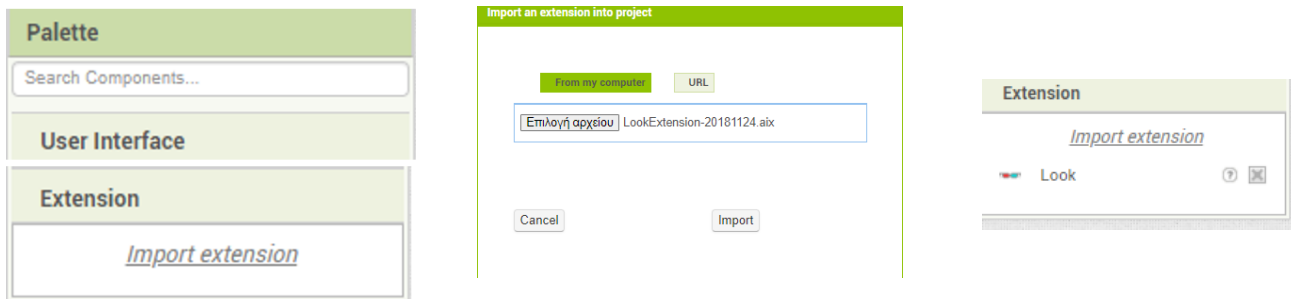 Palette
Search Components...
User Interface
Extension
Import extension
Import an extension into project
From my computer URL
Επιλογή αρχείου LookExtension-20181124.aix
Cancel Import
Extension
Import extension
Look ?